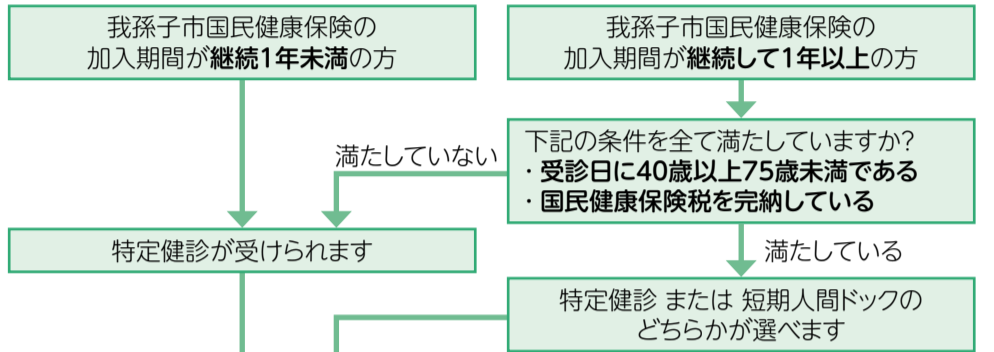 我孫子市国民健康保険の
加入期間が継続1年未満の方
我孫子市国民健康保険の
加入期間が継続して1年以上の方
下記の条件を全て満たしていますか?
・受診日に40歳以上75歳未満である
・国民健康保険税を完納している
満たしていない
特定健診が受けられます
満たしている
特定健診 または 短期人間ドックの
どちらかが選べます